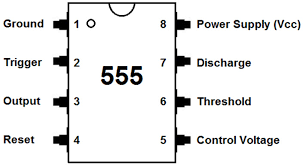 Ground 1 8 Power Supply (Vcc)
Trigger 2 7 Discharge
555
Output 3 6 Threshold
Reset 4 5 Control Voltage